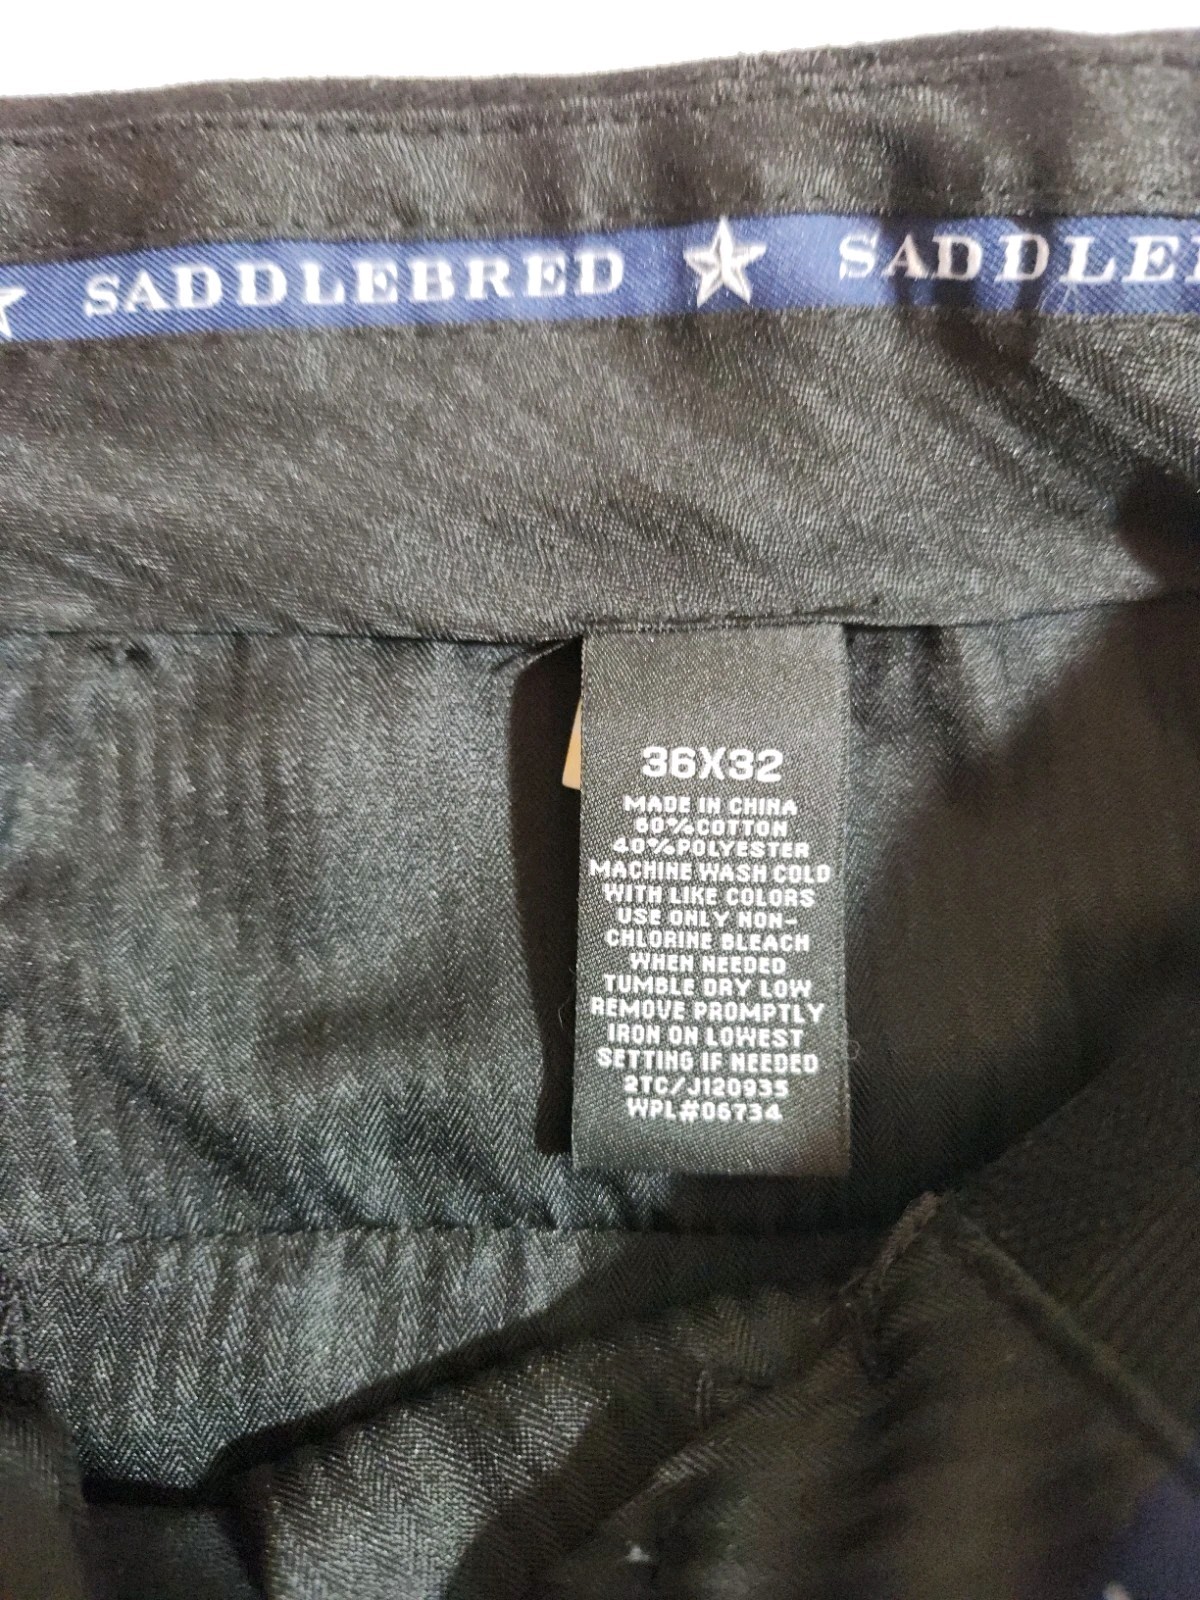 SADDLEBRED SADDLE
36X32
MADE IN CHINA
60%COTTON
40%POLYESTER
MACHINE WASH COLD
WITH LIKE COLORS
USE ONLY NON-
CHLORINE BLEACH
WHEN NEEDED
TUMBLE DRY LOW
REMOVE PROMPTLY
IRON ON LOWEST
SETTING IF NEEDED
2TC/J120935
WPL#06734